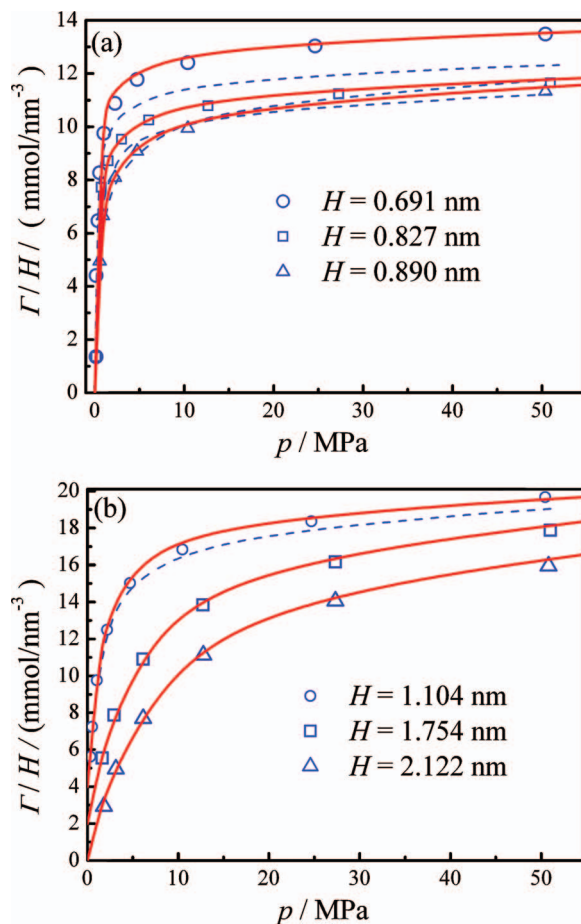 (a)
14
12
10
8
6
4
2
0
Γ/ H / ( mmol/nm⁻³ )
H = 0.691 nm
H = 0.827 nm
H = 0.890 nm
0 10 20 30 40 50
p / MPa
(b)
20
18
16
14
12
10
8
6
4
2
0
Γ/ H / (mmol/nm⁻³)
H = 1.104 nm
H = 1.754 nm
H = 2.122 nm
0 10 20 30 40 50
p / MPa